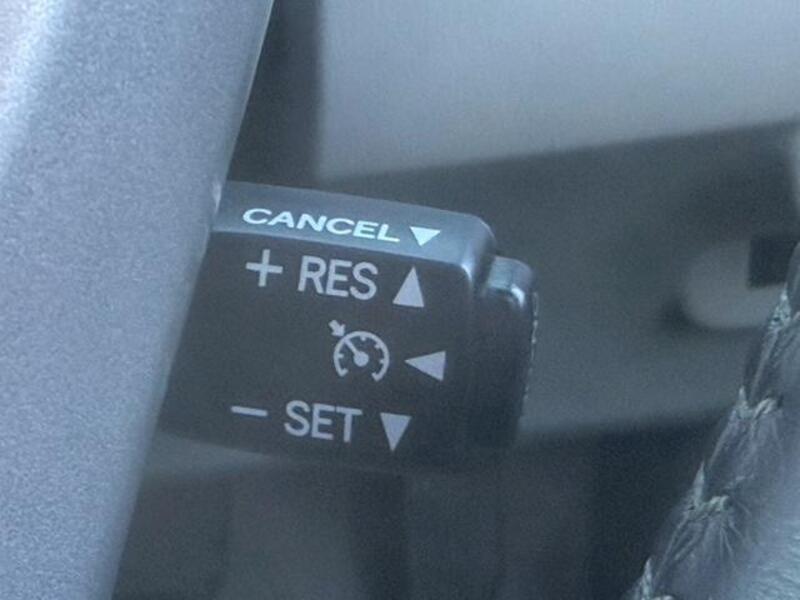 CANCEL ▼
+ RES ▲
◀
− SET ▼